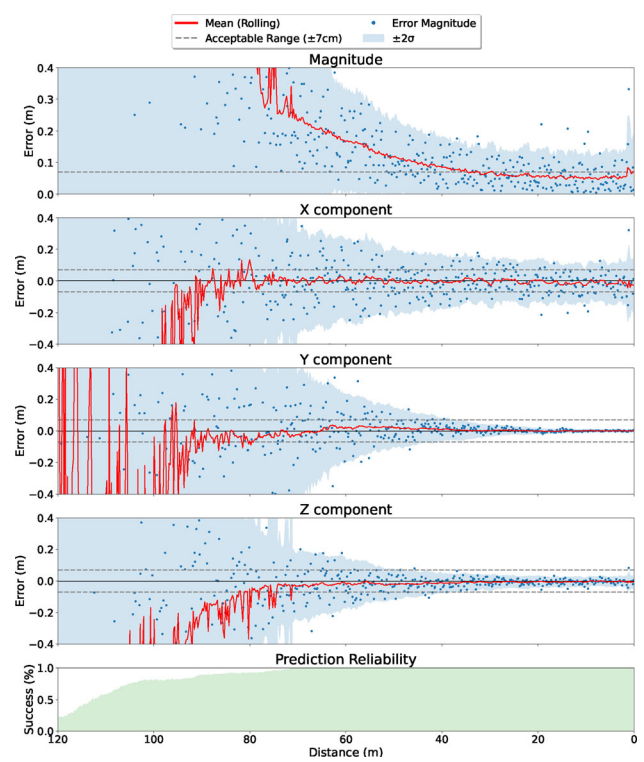 Mean (Rolling) Error Magnitude
Acceptable Range (±7cm) ±2σ
Magnitude
Error (m)
0.4
0.3
0.2
0.1
0.0
X component
Error (m)
0.4
0.2
0.0
−0.2
−0.4
Y component
Error (m)
0.4
0.2
0.0
−0.2
−0.4
Z component
Error (m)
0.4
0.2
0.0
−0.2
−0.4
Prediction Reliability
Success (%)
1.0
0.5
0.0
120 100 80 60 40 20 0
Distance (m)